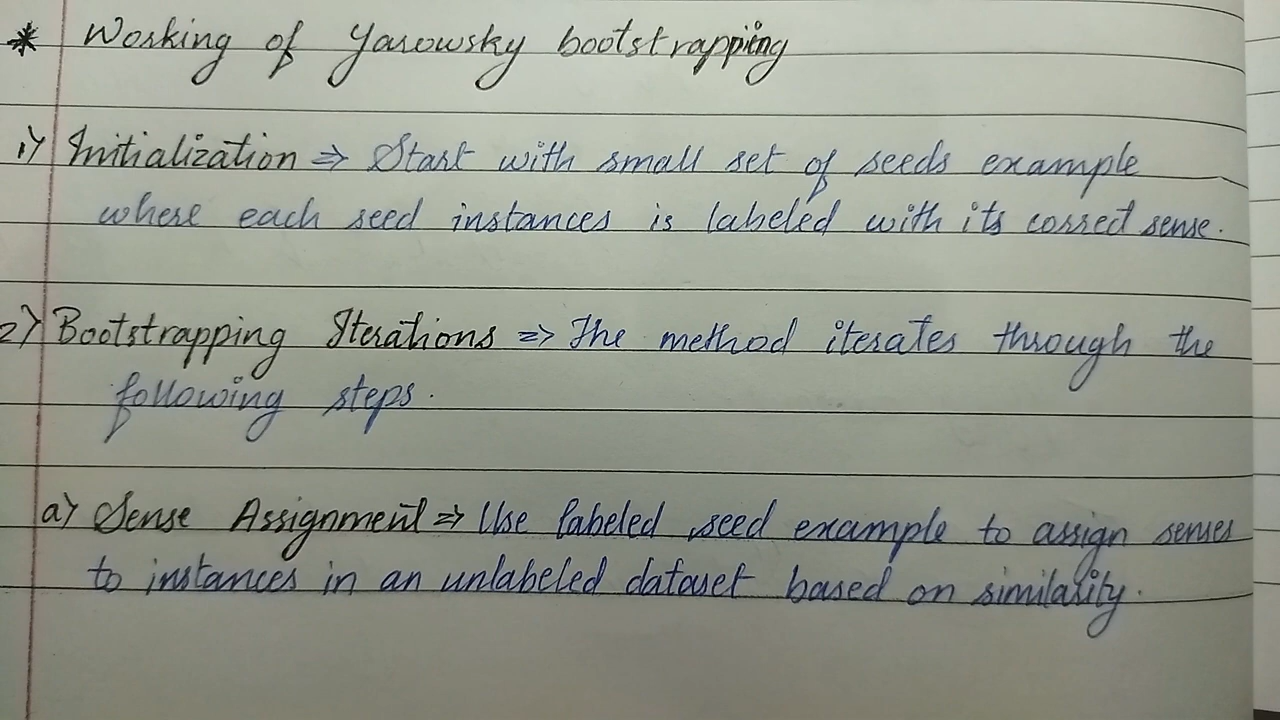 * Working of Yarowsky bootstrapping
1) Initialization ⇒ Start with small set of seeds example
where each seed instances is labeled with its correct sense.
2) Bootstrapping Iterations => The method iterates through the
following steps.
a) Sense Assignment ⇒ Use labeled seed example to assign senses
to instances in an unlabeled dataset based on similarity.